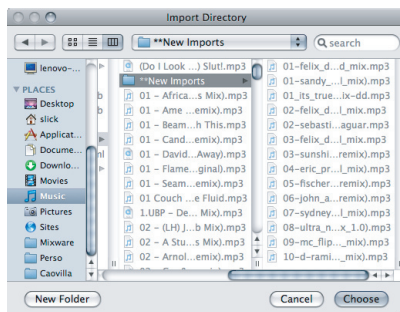 Import Directory
**New Imports
search
lenovo-...
PLACES
Desktop
slick
Applicat...
Docume...
Downlo...
Movies
Music
Pictures
Sites
Mixware
Perso
Caovilla
b
b
nl
(Do I Look ...) Slut!.mp3
**New Imports
01 – Africa...s Mix).mp3
01 – Ame ...emix).mp3
01 – Beam...h This.mp3
01 – Cand...emix).mp3
01 – David...Away).mp3
01 – Flame...ginal).mp3
01 – Seam...emix).mp3
01 Couch ...e Fluid.mp3
1.UBP – De... Mix).mp3
02 – (LH) J...b Mix).mp3
02 – A Stu...s Mix).mp3
02 – Arnol...emix).mp3
01–felix_d...d_mix.mp3
01–sandy_...l_mix).mp3
01_its_true...ix–dd.mp3
02–felix_d...l_mix.mp3
02–sebasti...aguar.mp3
03–felix_d...l_mix.mp3
03–sunshi...remix).mp3
04–eric_pr...l_mix).mp3
05–fischer...remix).mp3
06–john_a...remix).mp3
07–sydney...l_mix).mp3
08–ultra_n...x_1.0).mp3
09–mc_flip..._mix).mp3
10–d–rami..._mix).mp3
New Folder
Cancel
Choose